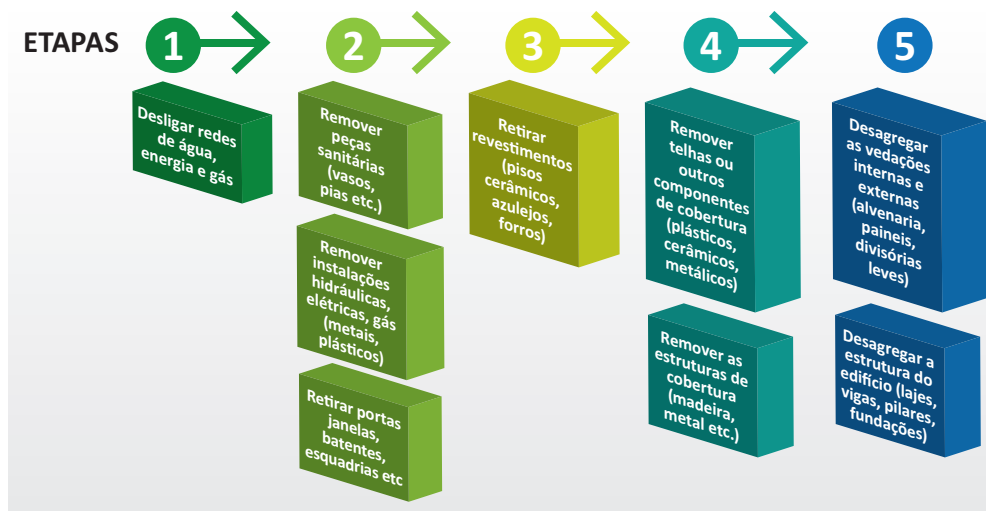 ETAPAS
1
2
3
4
5
Desligar redes
de água,
energia e gás
Remover
peças
sanitárias
(vasos,
pias etc.)
Remover
instalações
hidráulicas,
elétricas, gás
(metais,
plásticos)
Retirar portas
janelas,
batentes,
esquadrias etc
Retirar
revestimentos
(pisos
cerâmicos,
azulejos,
forros)
Remover
telhas ou
outros
componentes
de cobertura
(plásticos,
cerâmicos,
metálicos)
Remover as
estruturas de
cobertura
(madeira,
metal etc.)
Desagregar
as vedações
internas e
externas
(alvenaria,
paineis,
divisórias
leves)
Desagregar a
estrutura do
edifício (lajes,
vigas, pilares,
fundações)